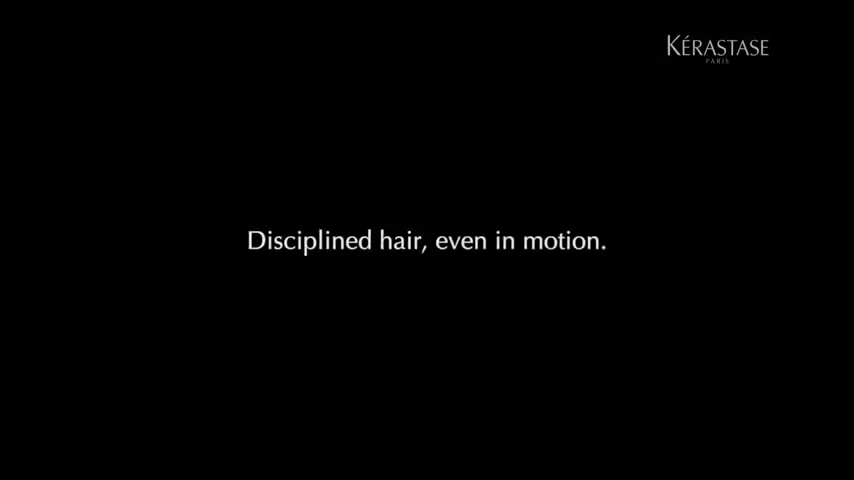 KÉRASTASE
PARIS
Disciplined hair, even in motion.